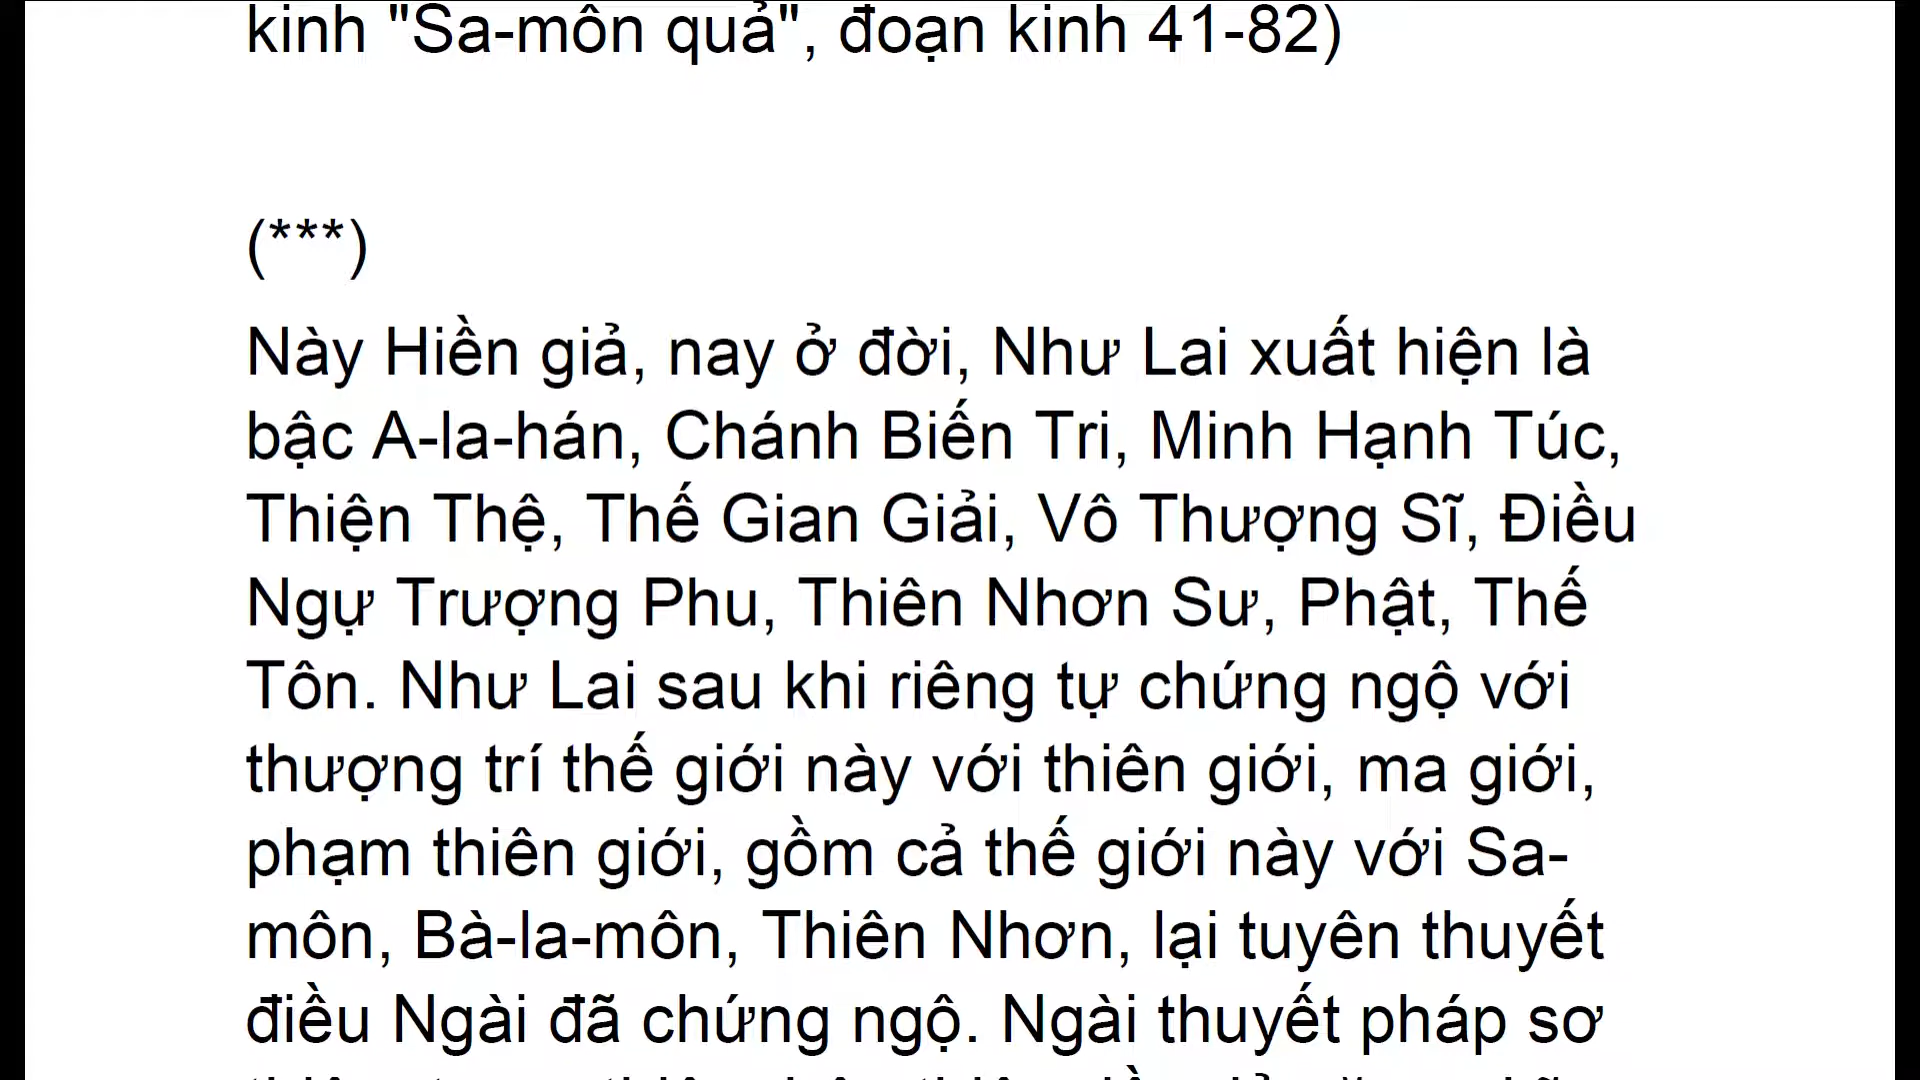 kinh "Sa-môn quả", đoạn kinh 41-82)
(***)
Này Hiền giả, nay ở đời, Như Lai xuất hiện là
bậc A-la-hán, Chánh Biến Tri, Minh Hạnh Túc,
Thiện Thệ, Thế Gian Giải, Vô Thượng Sĩ, Điều
Ngự Trượng Phu, Thiên Nhơn Sư, Phật, Thế
Tôn. Như Lai sau khi riêng tự chứng ngộ với
thượng trí thế giới này với thiên giới, ma giới,
phạm thiên giới, gồm cả thế giới này với Sa-
môn, Bà-la-môn, Thiên Nhơn, lại tuyên thuyết
điều Ngài đã chứng ngộ. Ngài thuyết pháp sơ